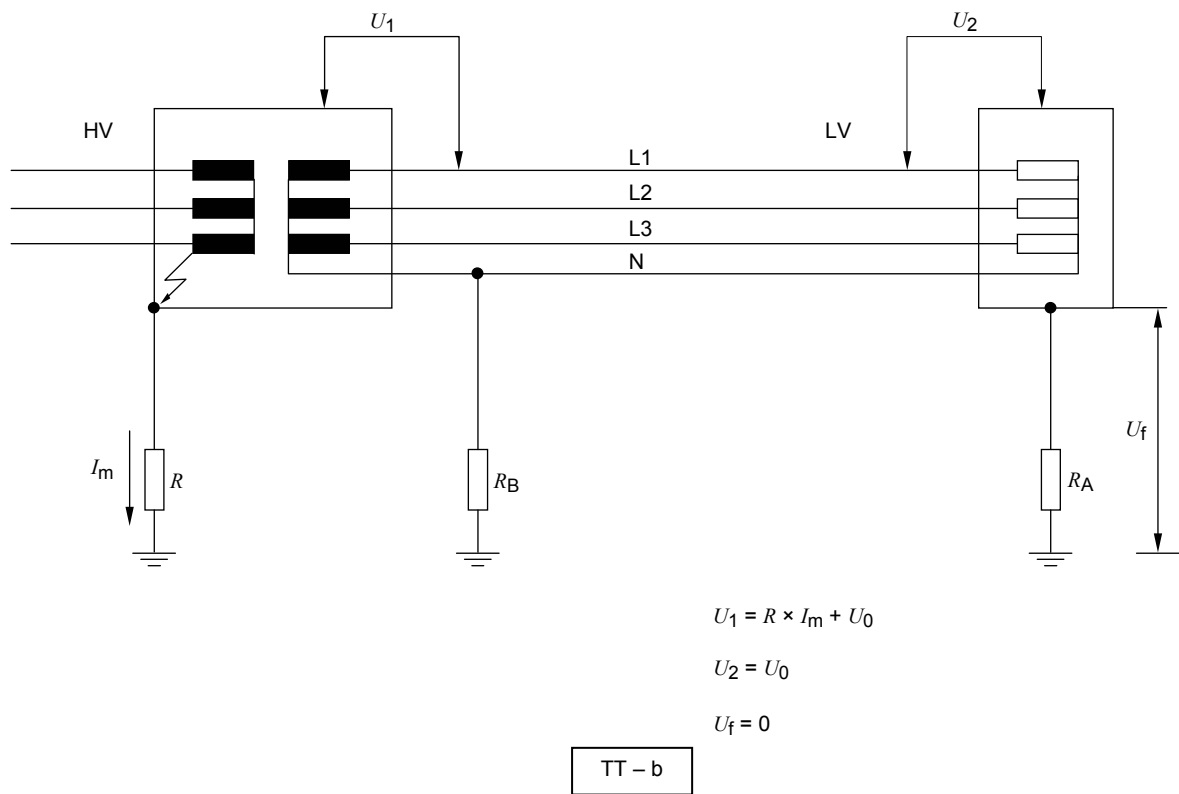 U1
U2
HV
LV
L1
L2
L3
N
Im
R
RB
RA
Uf
U1 = R × Im + U0
U2 = U0
Uf = 0
TT – b